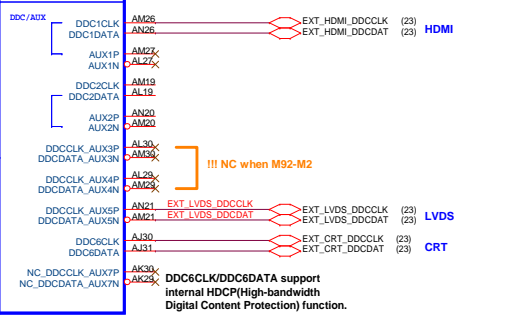 DDC/AUX
DDC1CLK AM26 EXT_HDMI_DDCCLK (23)
DDC1DATA AN26 EXT_HDMI_DDCDAT (23) HDMI
AUX1P AM27
AUX1N AL27
DDC2CLK AM19
DDC2DATA AL19
AUX2P AN20
AUX2N AM20
DDCCLK_AUX3P AL30
DDCDATA_AUX3N AM30
!!! NC when M92-M2
DDCCLK_AUX4P AL29
DDCDATA_AUX4N AM29
DDCCLK_AUX5P AN21 EXT_LVDS_DDCCLK EXT_LVDS_DDCCLK (23)
DDCDATA_AUX5N AM21 EXT_LVDS_DDCDAT EXT_LVDS_DDCDAT (23) LVDS
DDC6CLK AJ30 EXT_CRT_DDCCLK (23)
DDC6DATA AJ31 EXT_CRT_DDCDAT (23) CRT
NC_DDCCLK_AUX7P AK30
NC_DDCDATA_AUX7N AK29
DDC6CLK/DDC6DATA support
internal HDCP(High-bandwidth
Digital Content Protection) function.